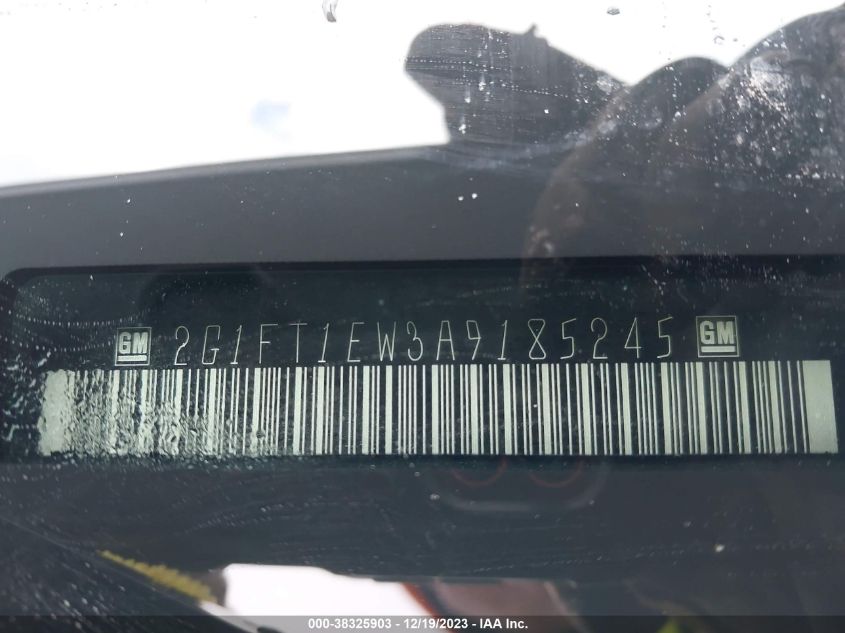 GM 2G1FT1EW3A9185245 GM
000-38325903 - 12/19/2023 - IAA Inc.